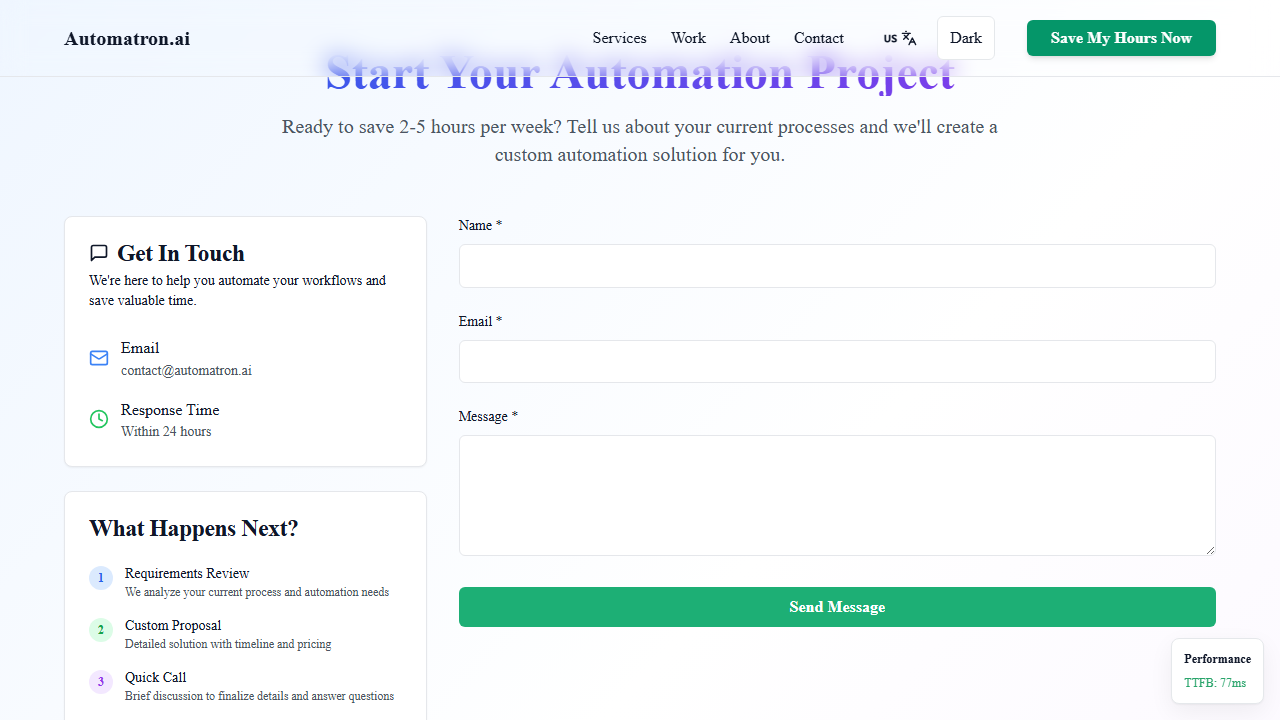 Automatron.ai
Services
Work
About
Contact
US
Dark
Save My Hours Now
Start Your Automation Project
Ready to save 2-5 hours per week? Tell us about your current processes and we'll create a
custom automation solution for you.
Get In Touch
We're here to help you automate your workflows and
save valuable time.
Email
contact@automatron.ai
Response Time
Within 24 hours
What Happens Next?
1
Requirements Review
We analyze your current process and automation needs
2
Custom Proposal
Detailed solution with timeline and pricing
3
Quick Call
Brief discussion to finalize details and answer questions
Name *
Email *
Message *
Send Message
Performance
TTFB: 77ms